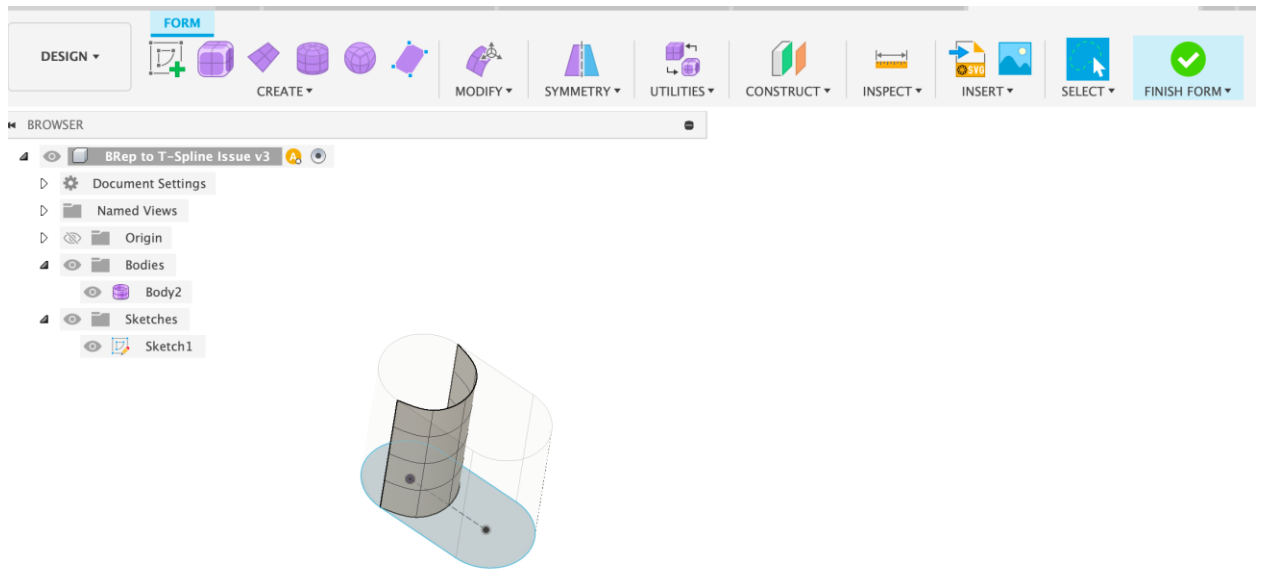 FORM
DESIGN ▾
CREATE ▾
MODIFY ▾
SYMMETRY ▾
UTILITIES ▾
CONSTRUCT ▾
INSPECT ▾
SVG
INSERT ▾
SELECT ▾
FINISH FORM ▾
BROWSER
BRep to T-Spline Issue v3 A
Document Settings
Named Views
Origin
Bodies
Body2
Sketches
Sketch1